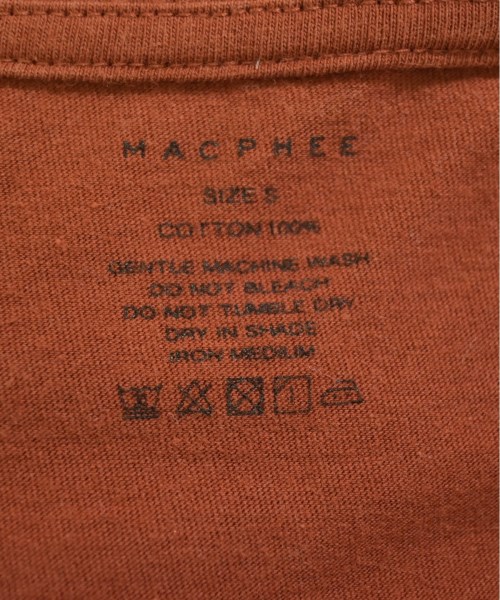 MACPHEE
SIZE S
COTTON 100%
GENTLE MACHINE WASH
DO NOT BLEACH
DO NOT TUMBLE DRY
DRY IN SHADE
IRON MEDIUM